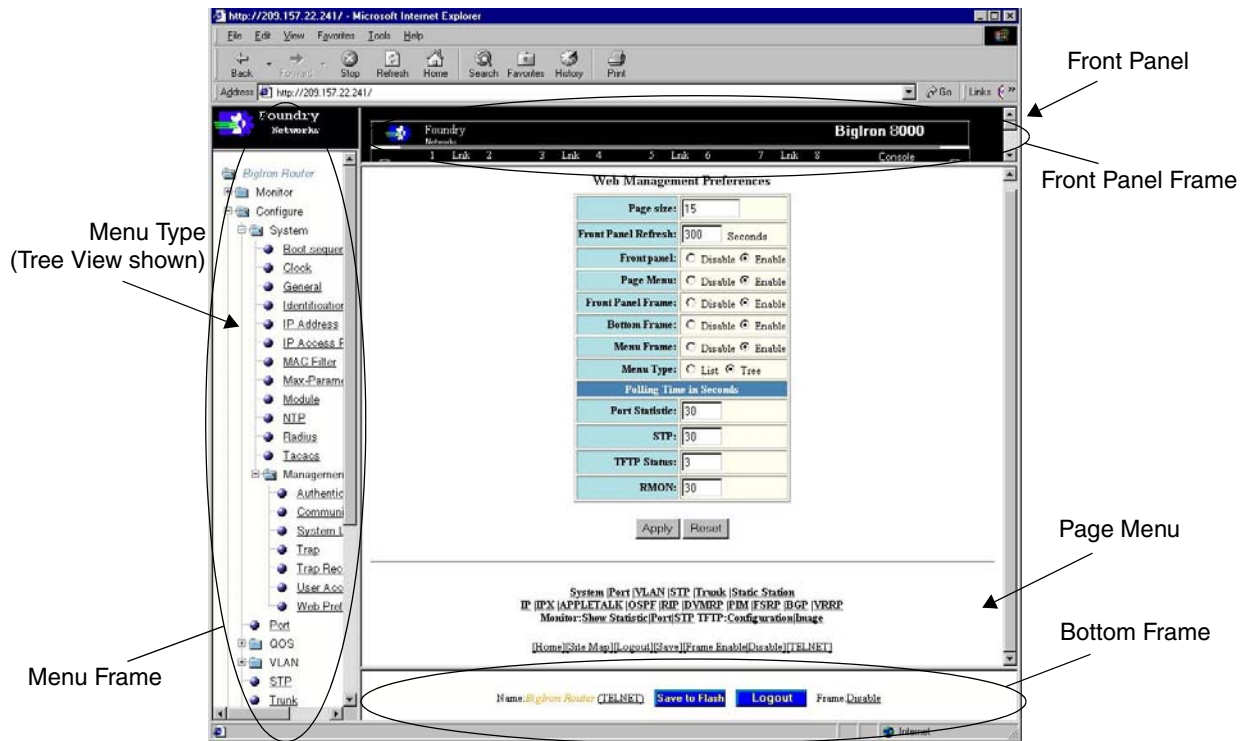 http://209.157.22.241/ - Microsoft Internet Explorer
File Edit View Favorites Tools Help
Back Forward Stop Refresh Home Search Favorites History Print
Address http://209.157.22.241/ Go Links
Front Panel
Foundry
Networks
Foundry
Networks
BigIron 8000
1 Lnk 2 3 Lnk 4 5 Lnk 6 7 Lnk 8 Console
Front Panel Frame
Menu Type
(Tree View shown)
BigIron Router
Monitor
Configure
System
Boot sequen
Clock
General
Identification
IP Address
IP Access F
MAC Filter
Max-Parame
Module
NTP
Radius
Tacacs
Managemen
Authentic
Communi
System L
Trap
Trap Rec
User Acc
Web Pref
Port
QOS
VLAN
STP
Trunk
Menu Frame
Web Management Preferences
Page size: 15
Front Panel Refresh: 300 Seconds
Front panel: Disable Enable
Page Menu: Disable Enable
Front Panel Frame: Disable Enable
Bottom Frame: Disable Enable
Menu Frame: Disable Enable
Menu Type: List Tree
Polling Time in Seconds
Port Statistic: 30
STP: 30
TFTP Status: 3
RMON: 30
Apply Reset
Page Menu
System |Port |VLAN |STP |Trunk |Static Station
IP |IPX |APPLETALK |OSPF |RIP |DVMRP |PIM |FSRP |BGP |VRRP
Monitor:Show Statistic|Port|STP TFTP:Configuration|Image
[Home][Site Map][Logout][Save][Frame Enable|Disable][TELNET]
Bottom Frame
Name:BigIron Router (TELNET) Save to Flash Logout Frame:Disable
Internet